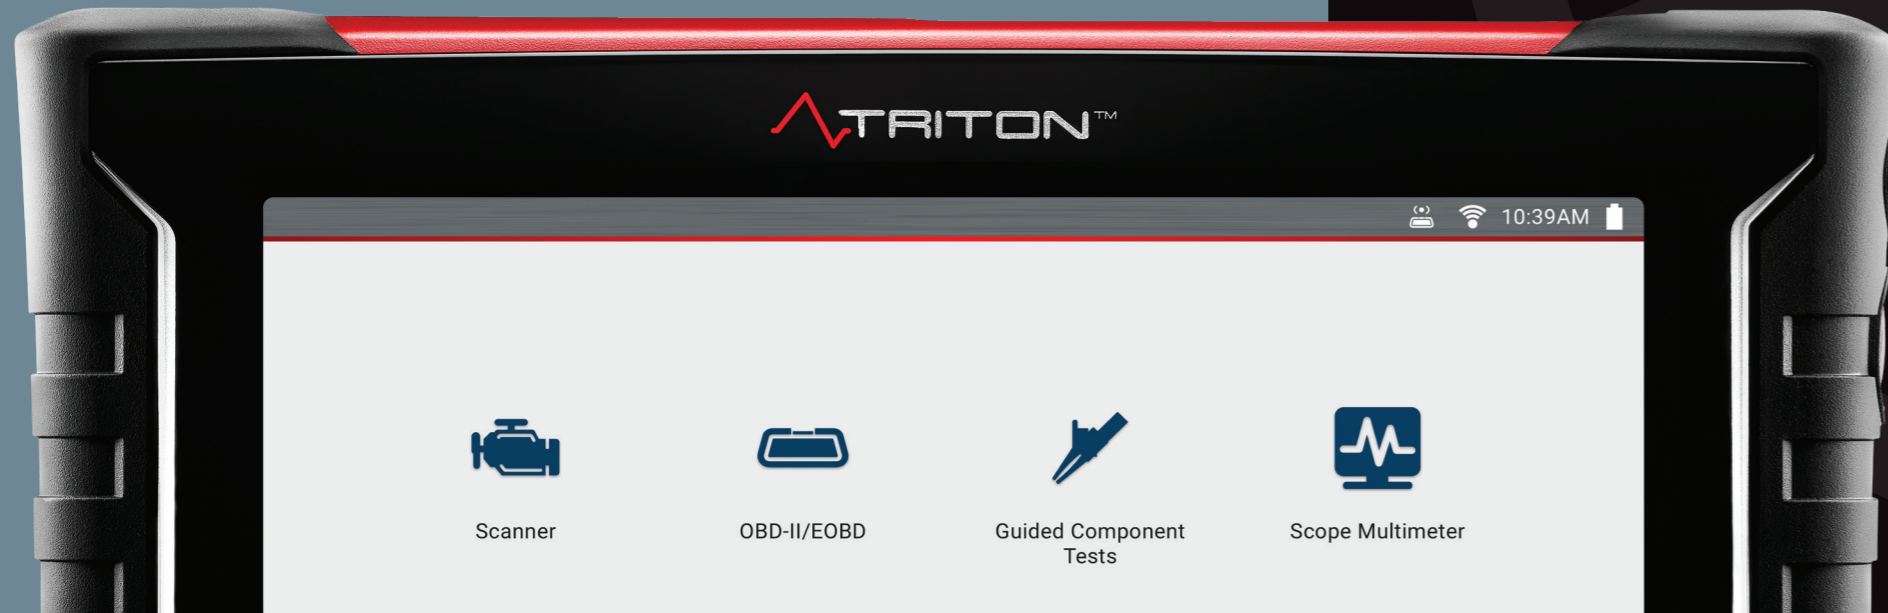 TRITON™
10:39AM
Scanner
OBD-II/EOBD
Guided Component
Tests
Scope Multimeter